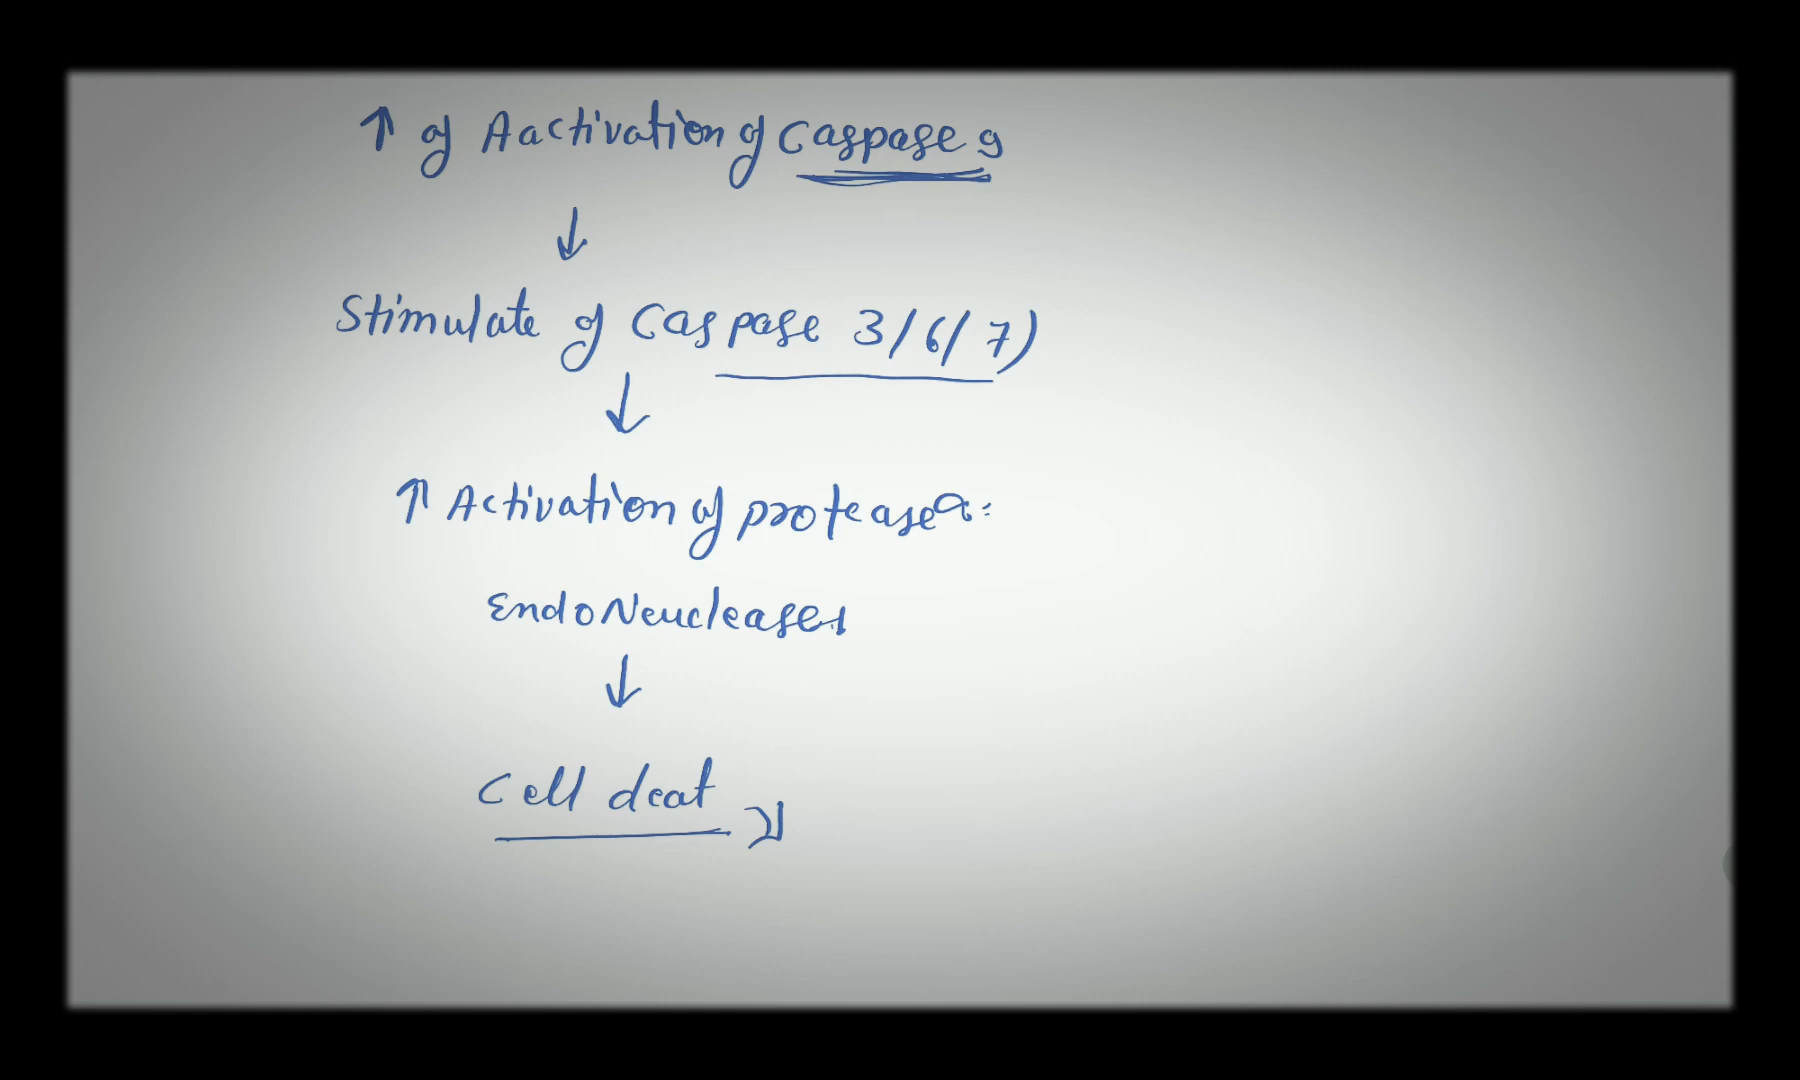 ↑ of Aactivation of Caspase 9
↓
Stimulate of Caspase 3/6/7)
↓
↑ Activation of protease
EndoNeucleases
↓
Cell deat